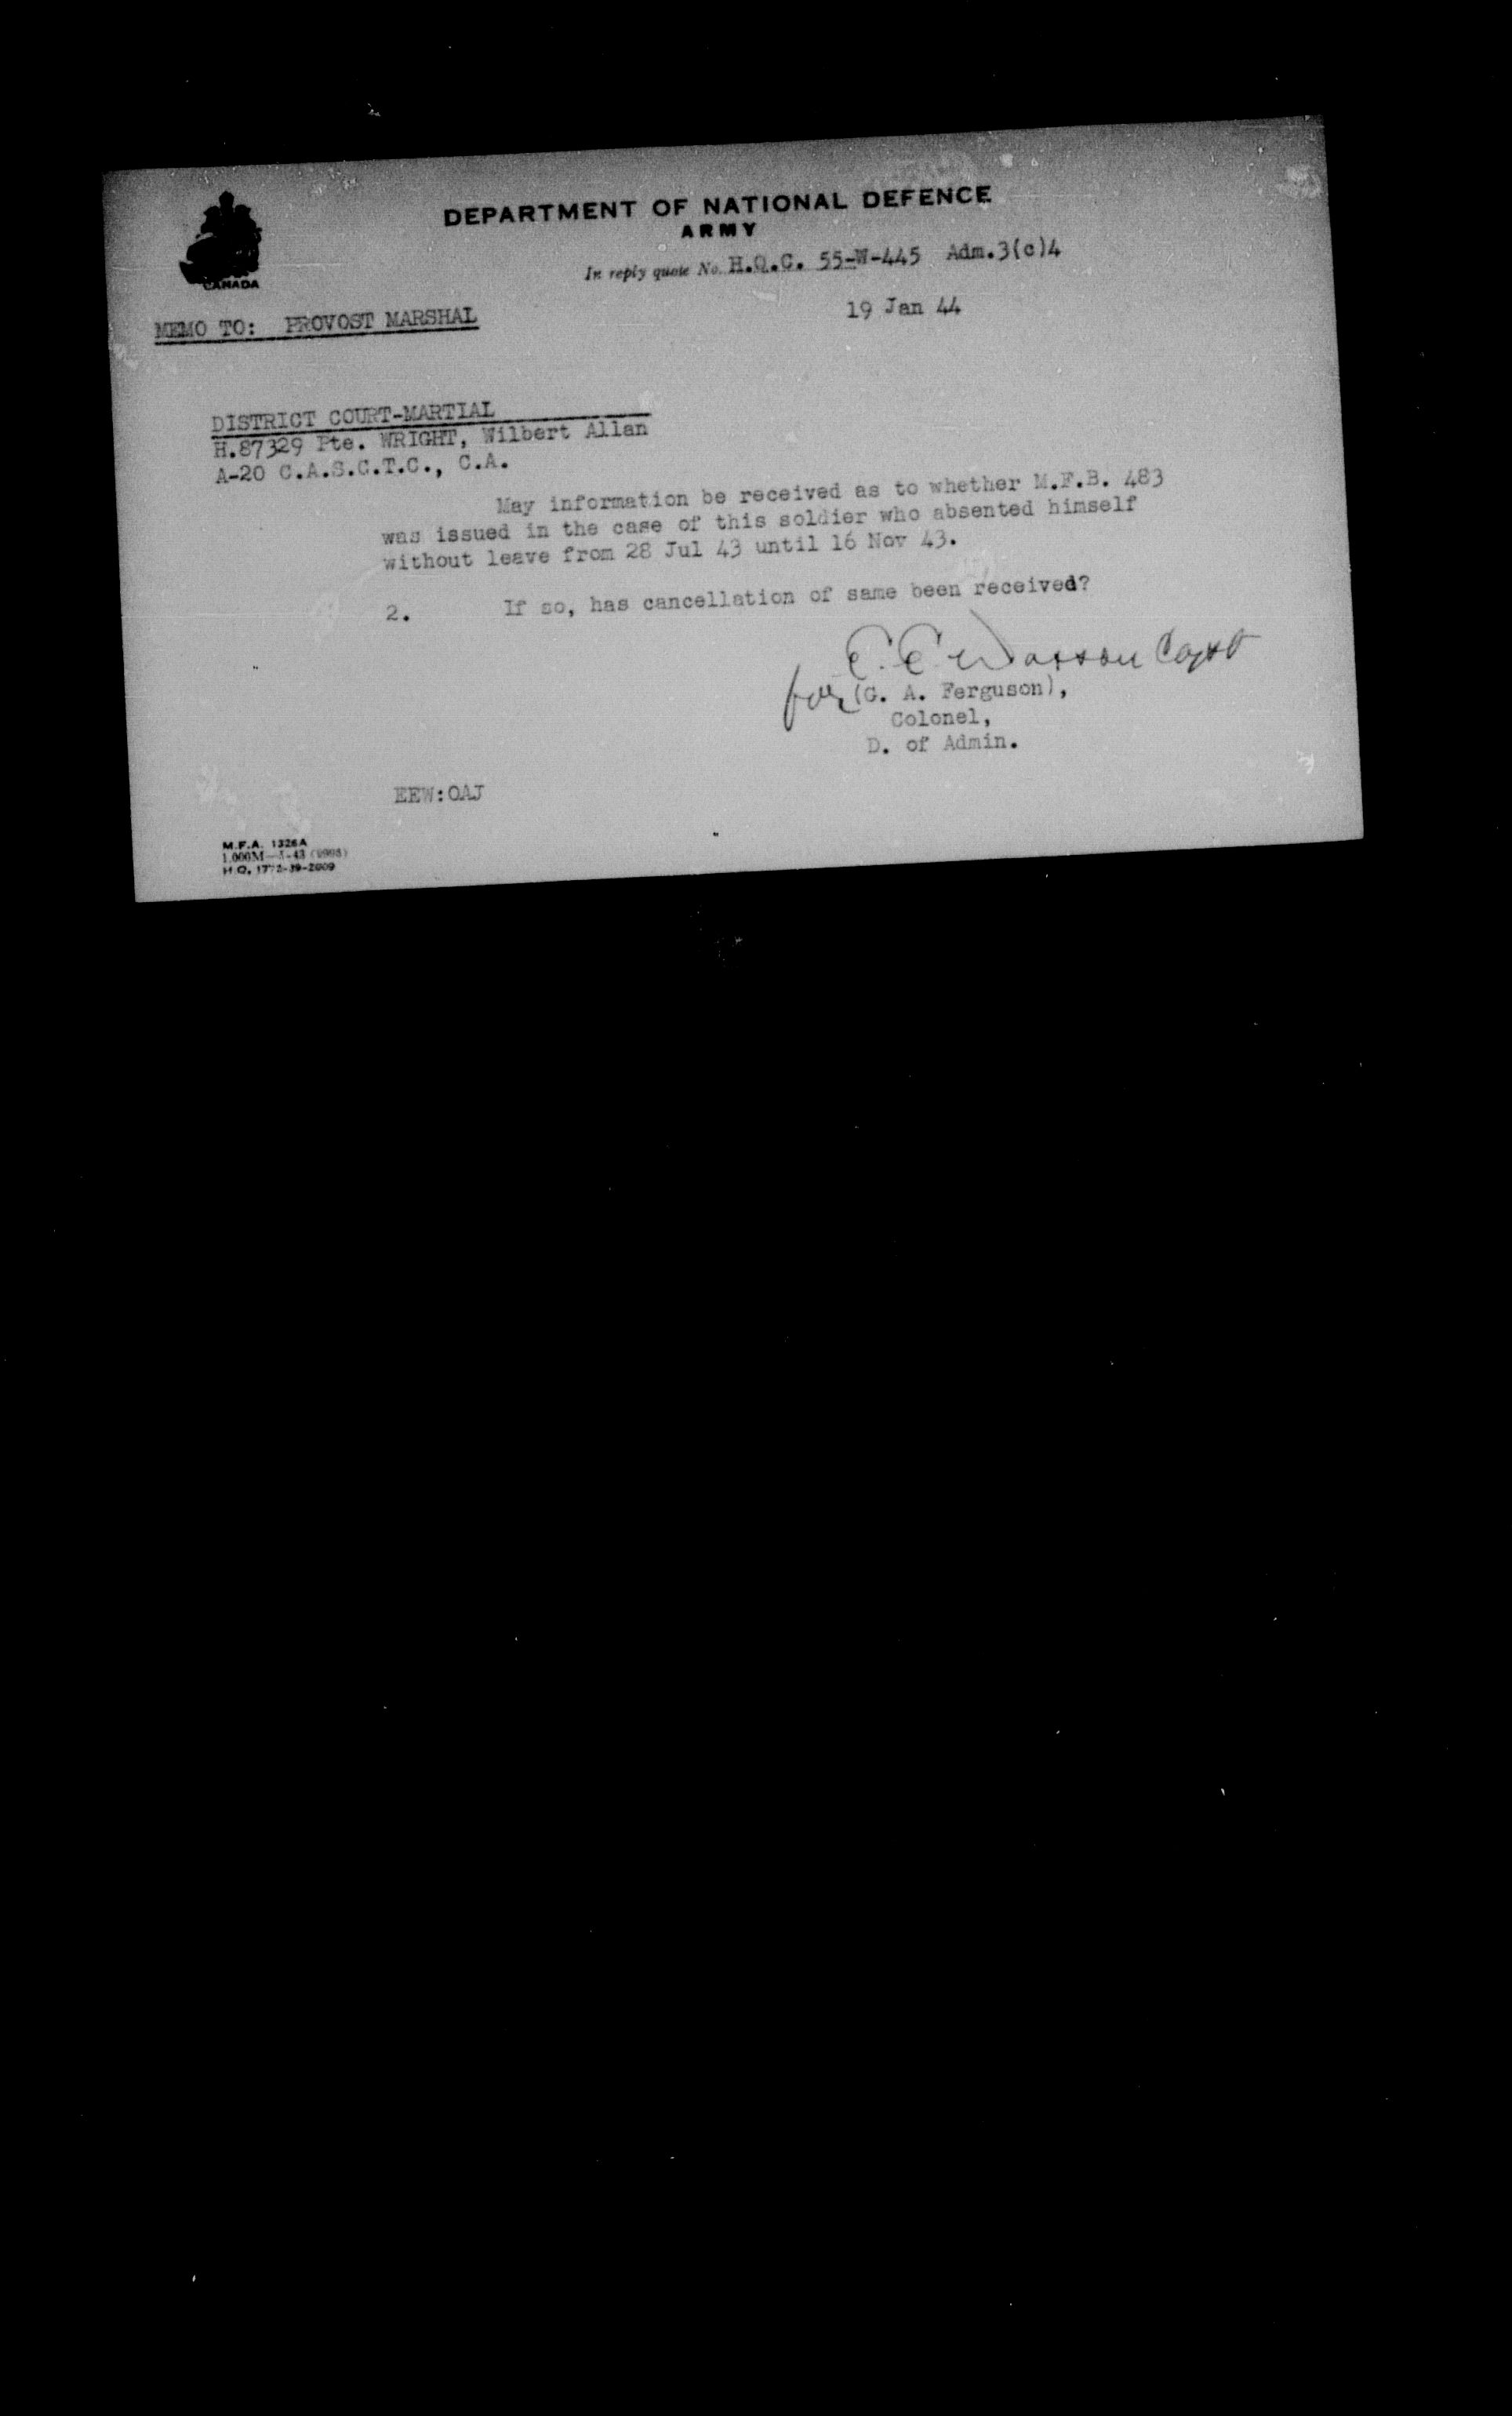 CANADA
DEPARTMENT OF NATIONAL DEFENCE
ARMY
In reply quote No. H.Q.C. 55-W-445 Adm.3(c)4
MEMO TO: PROVOST MARSHAL
19 Jan 44
DISTRICT COURT-MARTIAL
H.87329 Pte. WRIGHT, Wilbert Allan
A-20 C.A.S.C.T.C., C.A.
May information be received as to whether M.F.B. 483
was issued in the case of this soldier who absented himself
without leave from 28 Jul 43 until 16 Nov 43.
2. If so, has cancellation of same been received?
E. E. Capt
for (G. A. Ferguson),
Colonel,
D. of Admin.
EEW:OAJ
M.F.A. 1326A
H.Q. 1772-39-2009